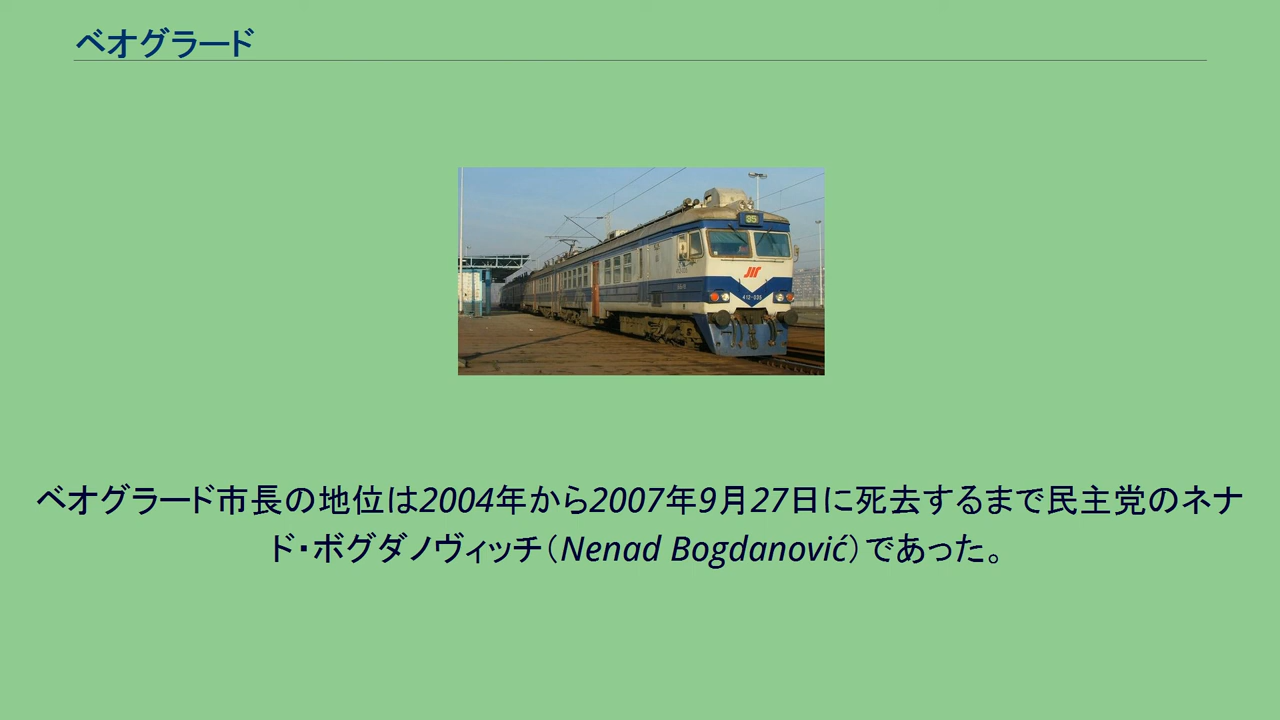 ベオグラード
35
412-036
ベオグラード市長の地位は2004年から2007年9月27日に死去するまで民主党のネナ
ド・ボグダノヴィッチ（Nenad Bogdanović）であった。